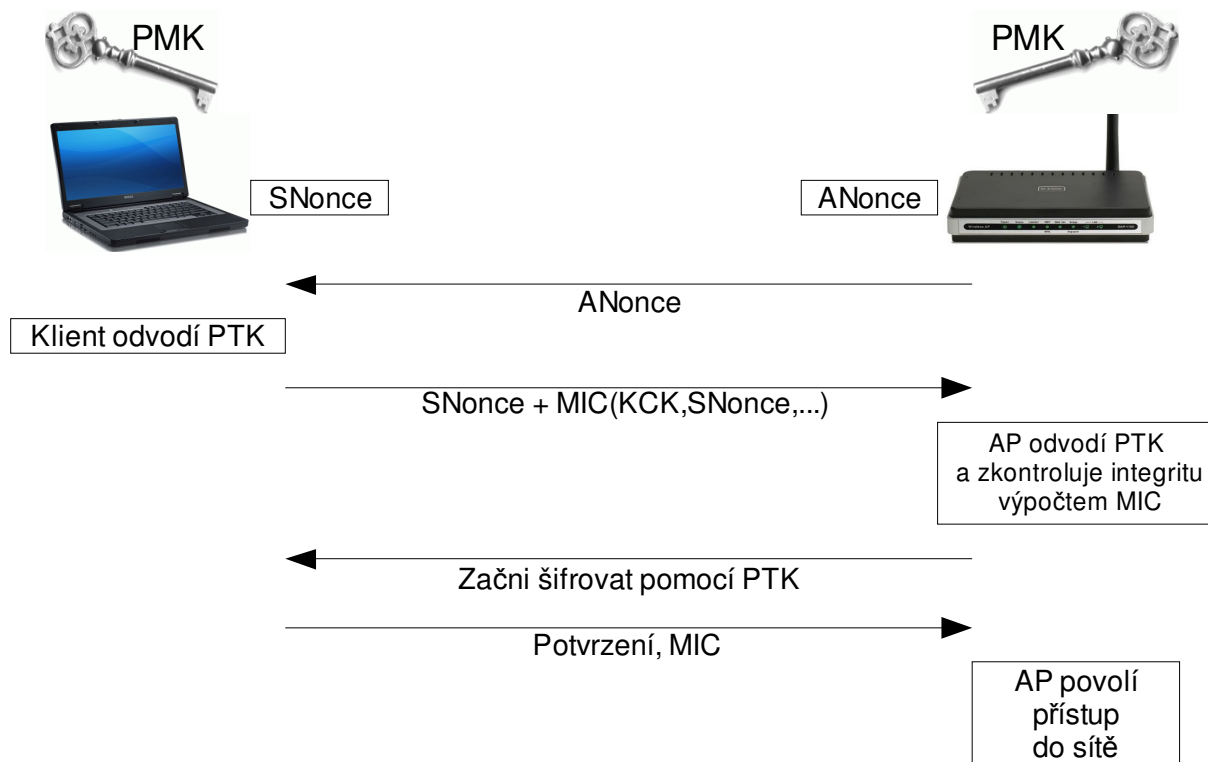 PMK
PMK
SNonce
ANonce
ANonce
Klient odvodí PTK
SNonce + MIC(KCK,SNonce,...)
AP odvodí PTK
a zkontroluje integritu
výpočtem MIC
Začni šifrovat pomocí PTK
Potvrzení, MIC
AP povolí
přístup
do sítě